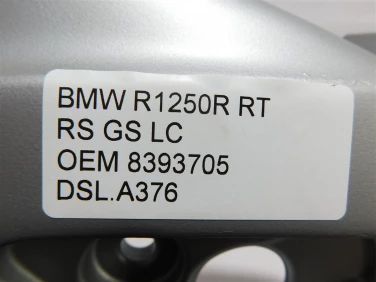 BMW R1250R RT
RS GS LC
OEM 8393705
DSL.A376